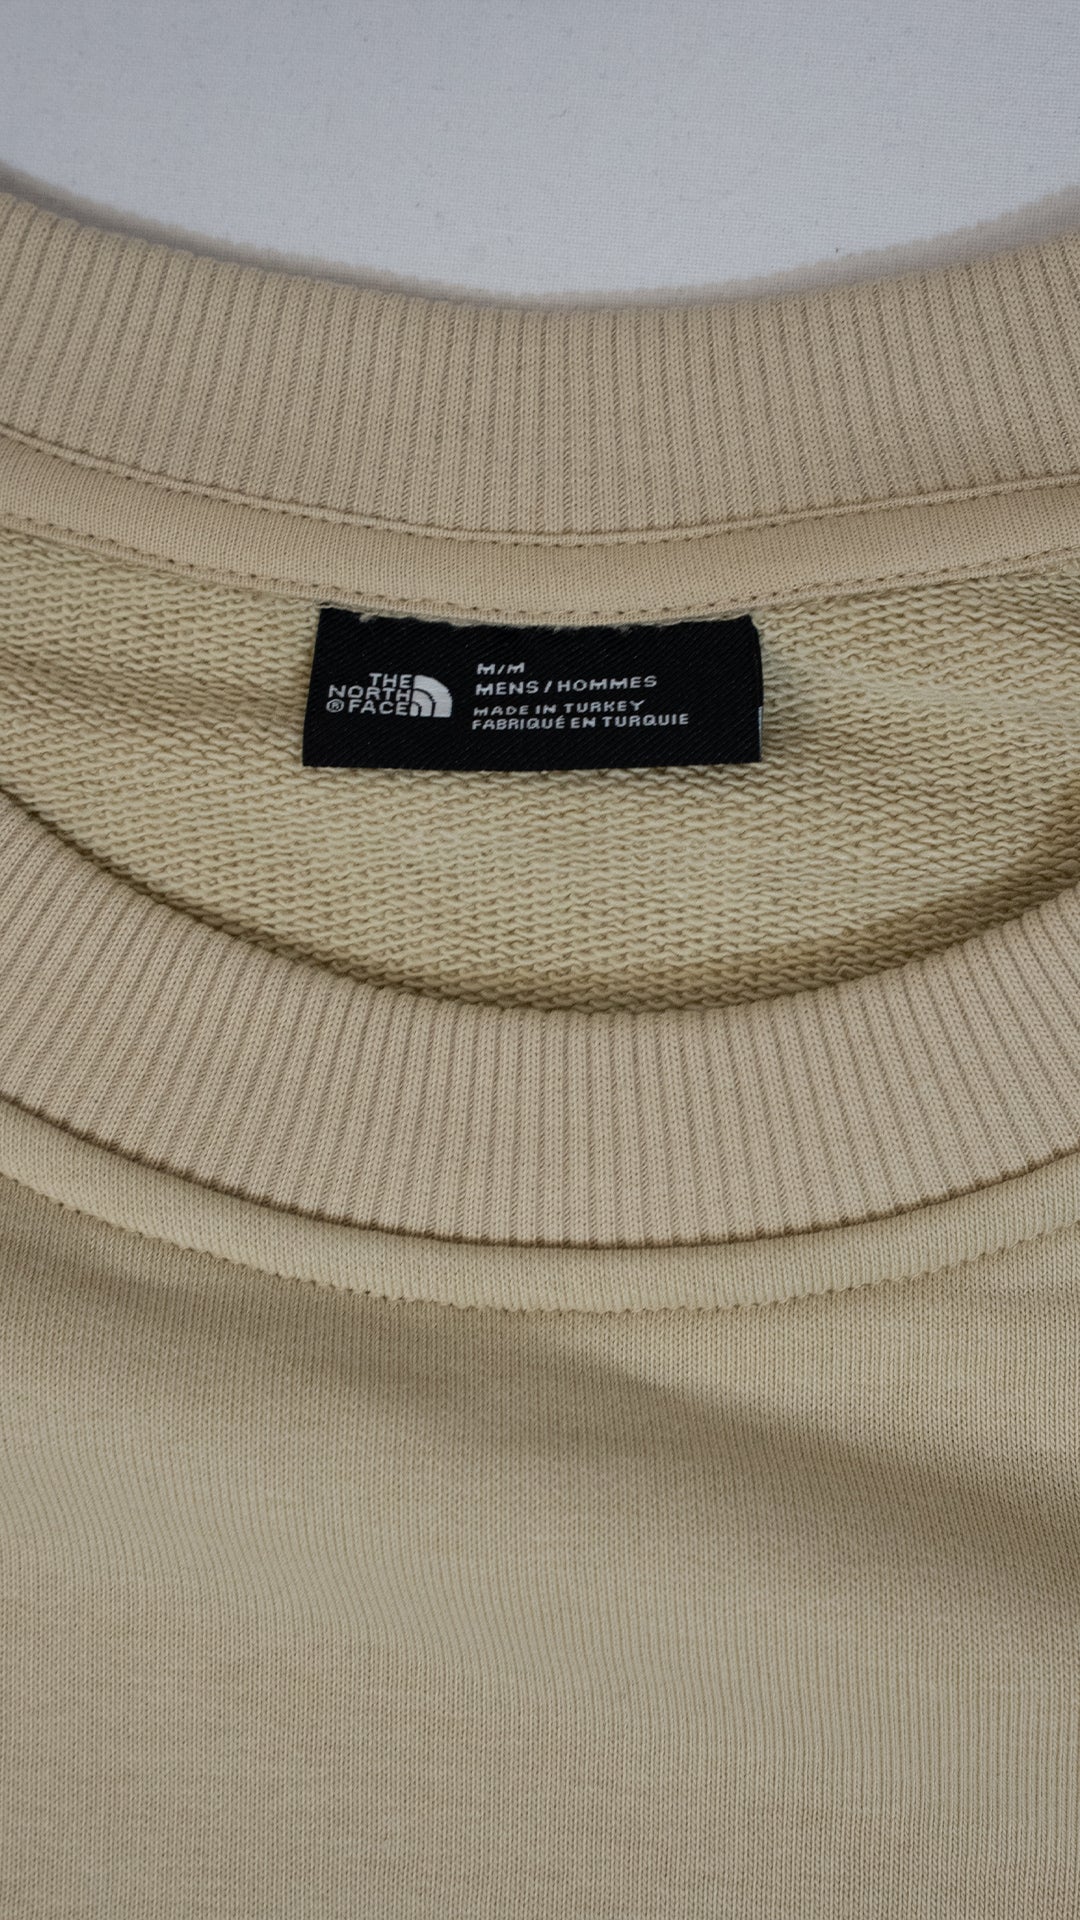 THE
NORTH
®FACE
M/M
MENS/HOMMES
MADE IN TURKEY
FABRIQUÉ EN TURQUIE